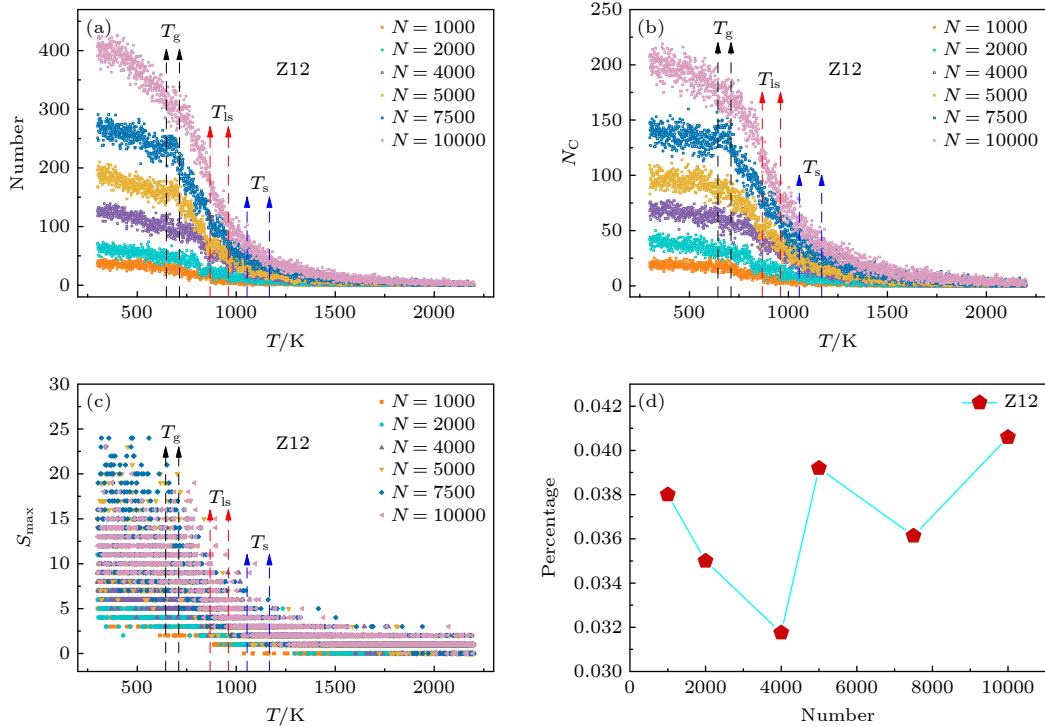 (a)
T_g
Z12
T_ls
T_s
N = 1000
N = 2000
N = 4000
N = 5000
N = 7500
N = 10000
Number
400
300
200
100
0
500
1000
1500
2000
T/K
(b)
T_g
Z12
T_ls
T_s
N = 1000
N = 2000
N = 4000
N = 5000
N = 7500
N = 10000
N_C
250
200
150
100
50
0
500
1000
1500
2000
T/K
(c)
T_g
Z12
T_ls
T_s
N = 1000
N = 2000
N = 4000
N = 5000
N = 7500
N = 10000
S_max
30
25
20
15
10
5
0
500
1000
1500
2000
T/K
(d)
Z12
Percentage
0.042
0.040
0.038
0.036
0.034
0.032
0.030
0
2000
4000
6000
8000
10000
Number